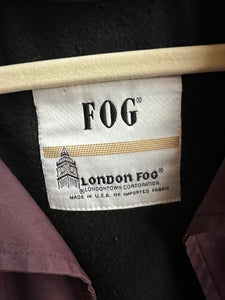 FOG®
LONDON FOG®
LONDONTOWN CORPORATION
MADE IN U.S.A. OF IMPORTED FABRIC